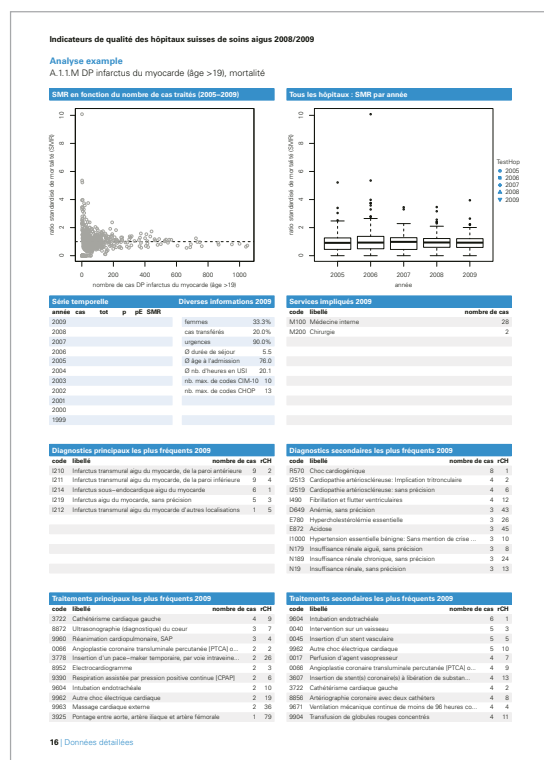 Indicateurs de qualité des hôpitaux suisses de soins aigus 2008/2009
Analyse example
A.1.1.M DP infarctus du myocarde (âge >19), mortalité
SMR en fonction du nombre de cas traités (2005–2009)
ratio standardisé de mortalité (SMR)
10
8
6
4
2
0
0 200 400 600 800 1000
nombre de cas DP infarctus du myocarde (âge >19)
Tous les hôpitaux : SMR par année
ratio standardisé de mortalité (SMR)
10
8
6
4
2
0
2005 2006 2007 2008 2009
année
TestHop
2005
2006
2007
2008
2009
Série temporelle
année cas tot p pE SMR
2009
2008
2007
2006
2005
2004
2003
2002
2001
2000
1999
Diverses informations 2009
femmes 33.3%
cas transférés 20.0%
urgences 90.0%
Ø durée de séjour 5.5
Ø âge à l'admission 76.0
Ø nb. d'heures en USI 20.1
nb. max. de codes CIM-10 10
nb. max. de codes CHOP 13
Services impliqués 2009
code libellé nombre de cas
M100 Médecine interne 28
M200 Chirurgie 2
Diagnostics principaux les plus fréquents 2009
code libellé nombre de cas rCH
I210 Infarctus transmural aigu du myocarde, de la paroi antérieure 9 2
I211 Infarctus transmural aigu du myocarde, de la paroi inférieure 9 4
I214 Infarctus sous–endocardique aigu du myocarde 6 1
I219 Infarctus aigu du myocarde, sans précision 5 3
I212 Infarctus transmural aigu du myocarde d'autres localisations 1 5
Diagnostics secondaires les plus fréquents 2009
code libellé nombre de cas rCH
R570 Choc cardiogénique 8 1
I2513 Cardiopathie artérioscléreuse: Implication tritronculaire 4 2
I2519 Cardiopathie artérioscléreuse, sans précision 4 6
I490 Fibrillation et flutter ventriculaires 4 12
D649 Anémie, sans précision 3 43
E780 Hypercholestérolémie essentielle 3 26
E872 Acidose 3 45
I1000 Hypertension essentielle bénigne: Sans mention de crise ... 3 10
N179 Insuffisance rénale aiguë, sans précision 3 8
N189 Insuffisance rénale chronique, sans précision 3 24
N19 Insuffisance rénale, sans précision 3 13
Traitements principaux les plus fréquents 2009
code libellé nombre de cas rCH
3722 Cathétérisme cardiaque gauche 4 9
8872 Ultrasonographie (diagnostique) du coeur 3 7
9960 Réanimation cardiopulmonaire, SAP 3 4
0066 Angioplastie coronaire transluminale percutanée [PTCA] o... 2 2
3778 Insertion d'un pace–maker temporaire, par voie intraveine... 2 26
8952 Electrocardiogramme 2 3
9390 Respiration assistée par pression positive continue [CPAP] 2 6
9604 Intubation endotrachéale 2 10
9962 Autre choc électrique cardiaque 2 19
9963 Massage cardiaque externe 2 36
3925 Pontage entre aorte, artère iliaque et artère fémorale 1 79
Traitements secondaires les plus fréquents 2009
code libellé nombre de cas rCH
9604 Intubation endotrachéale 6 1
0040 Intervention sur un vaisseau 5 3
0045 Insertion d'un stent vasculaire 5 5
9962 Autre choc électrique cardiaque 5 10
0017 Perfusion d'agent vasopresseur 4 7
0066 Angioplastie coronaire transluminale percutanée [PTCA] o... 4 9
3607 Insertion de stent(s) coronaire(s) à libération de substan... 4 13
3722 Cathétérisme cardiaque gauche 4 2
8856 Artériographie coronaire avec deux cathéters 4 8
9671 Ventilation mécanique continue de moins de 96 heures co... 4 4
9904 Transfusion de globules rouges concentrés 4 11
16 | Données détaillées